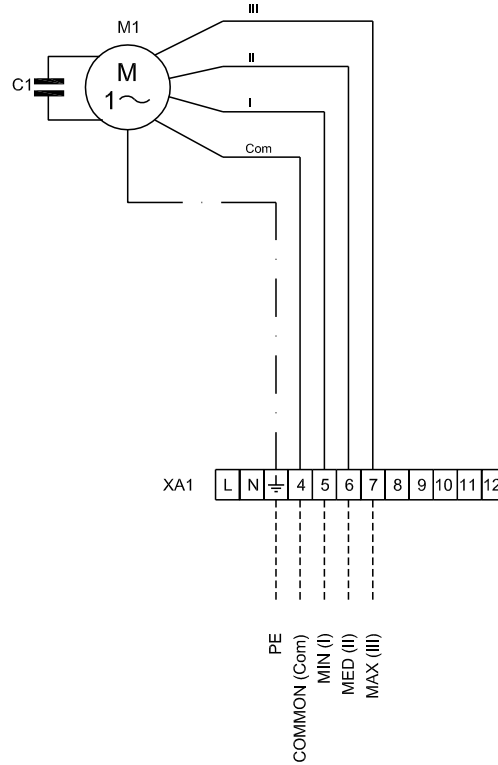 III
M1
II
M
1~
C1
I
Com
XA1 L N 4 5 6 7 8 9 10 11 12
PE
COMMON (Com)
MIN (I)
MED (II)
MAX (III)